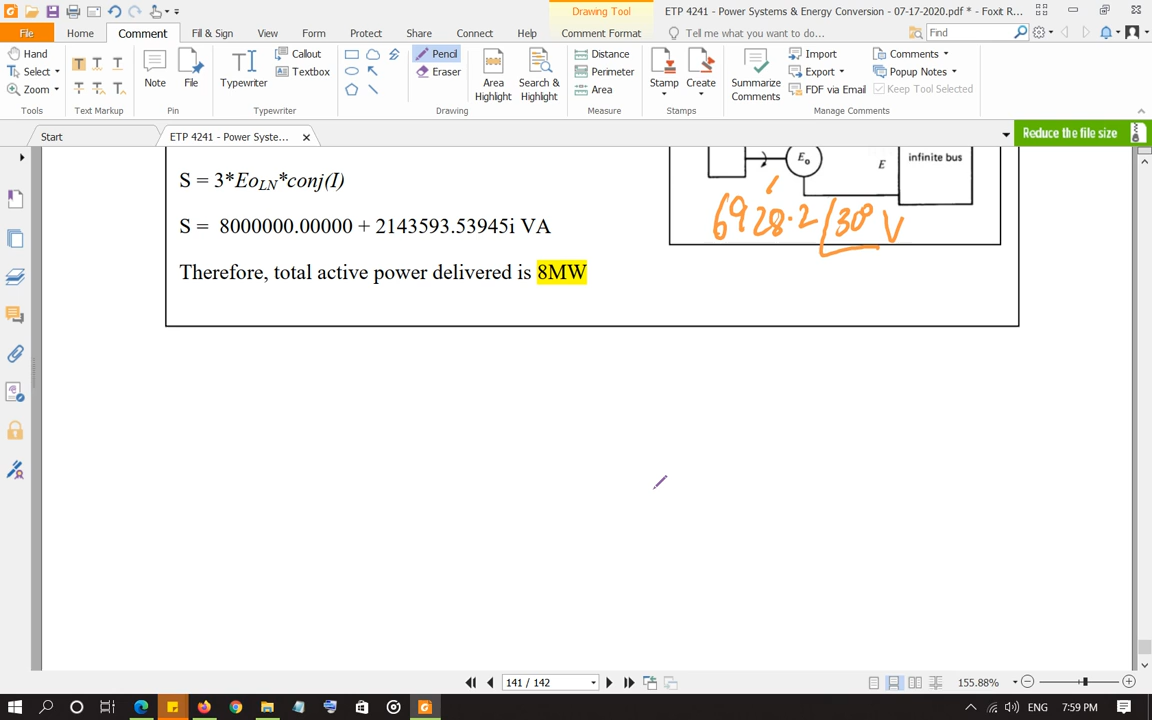 Drawing Tool
ETP 4241 - Power Systems & Energy Conversion - 07-17-2020.pdf * - Foxit R...
File Home Comment Fill & Sign View Form Protect Share Connect Help Comment Format Tell me what you want to do... Find
Hand
Select
Zoom
Tools
Text Markup
Note
File
Pin
Typewriter
Callout
Textbox
Typewriter
Pencil
Eraser
Drawing
Area Highlight
Search & Highlight
Distance
Perimeter
Area
Measure
Stamp
Create
Stamps
Summarize Comments
Import
Export
FDF via Email
Comments
Popup Notes
Keep Tool Selected
Manage Comments
Start
ETP 4241 - Power Syste...
Reduce the file size
Eo
E
infinite bus
S = 3*EoLN*conj(I)
6928.2 /30° V
S = 8000000.00000 + 2143593.53945i VA
Therefore, total active power delivered is 8MW
141 / 142
155.88%
ENG
7:59 PM